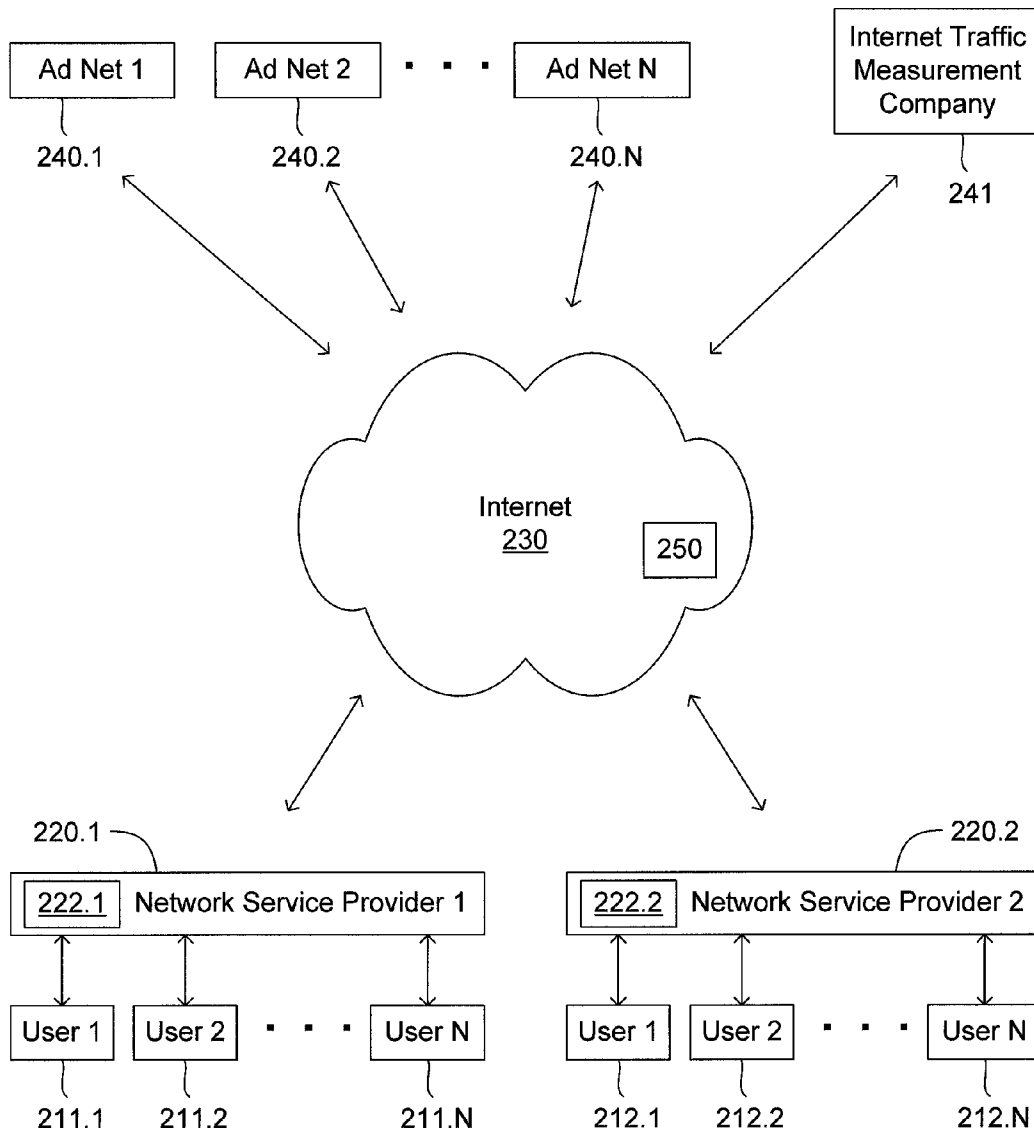 Ad Net 1
Ad Net 2
Ad Net N
Internet Traffic
Measurement
Company
240.1
240.2
240.N
241
Internet
230
250
220.1
220.2
222.1
Network Service Provider 1
222.2
Network Service Provider 2
User 1
User 2
User N
User 1
User 2
User N
211.1
211.2
211.N
212.1
212.2
212.N